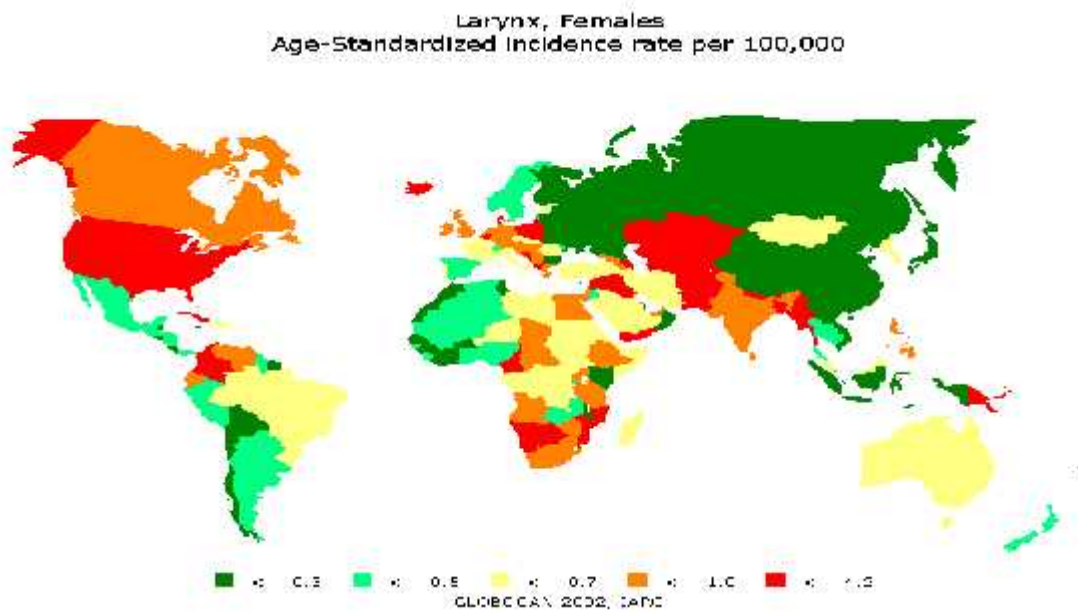 Larynx, Females
Age-Standardized incidence rate per 100,000
< 0.3 < 0.5 < 0.7 < 1.0 <
GLOBOCAN 2002, IARC